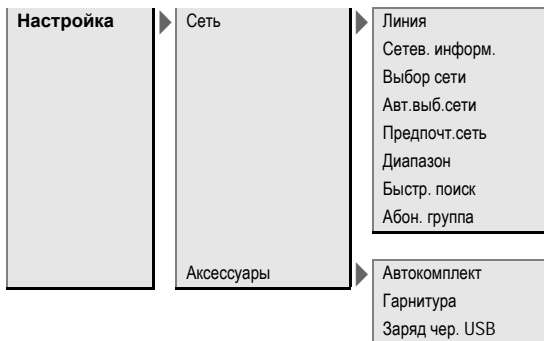 Настройка
Сеть
Линия
Сетев. информ.
Выбор сети
Авт.выб.сети
Предпочт.сеть
Диапазон
Быстр. поиск
Абон. группа
Аксессуары
Автокомплект
Гарнитура
Заряд чер. USB